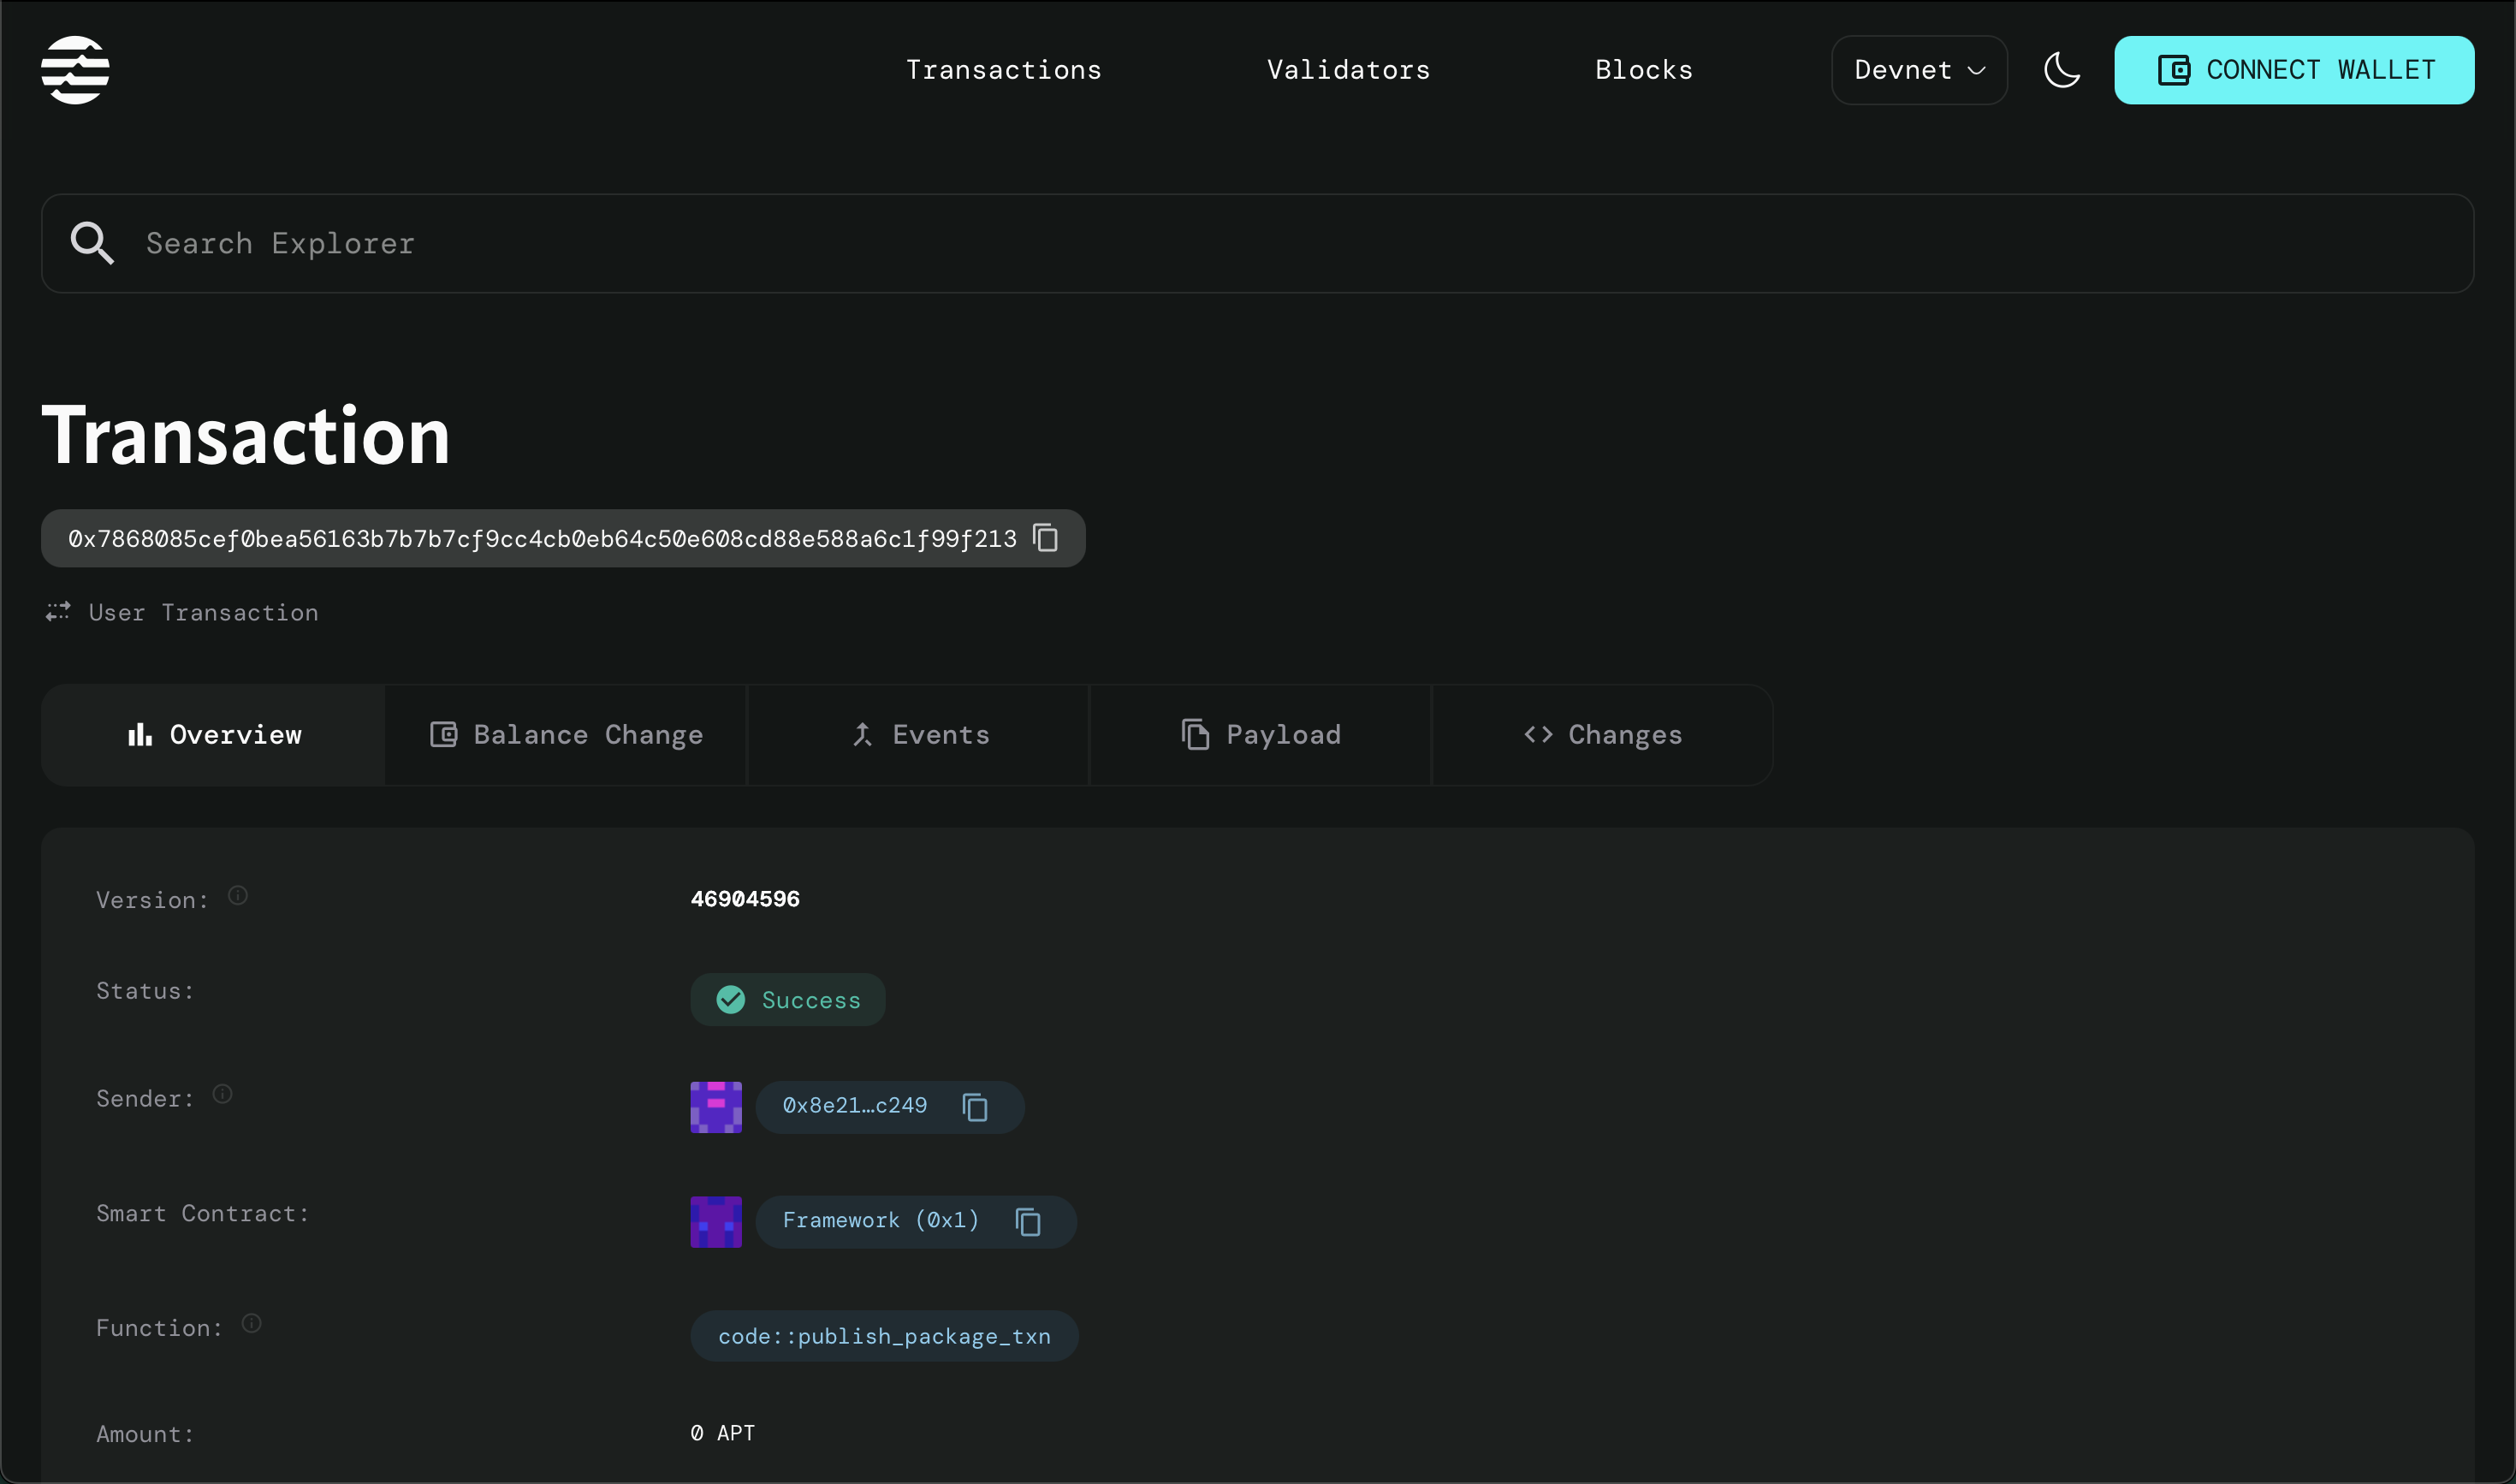 Transactions
Validators
Blocks
Devnet
CONNECT WALLET
Search Explorer
Transaction
0x7868085cef0bea56163b7b7b7cf9cc4cb0eb64c50e608cd88e588a6c1f99f213
User Transaction
Overview
Balance Change
Events
Payload
Changes
Version: 46904596
Status: Success
Sender: 0x8e21…c249
Smart Contract: Framework (0x1)
Function: code::publish_package_txn
Amount: 0 APT